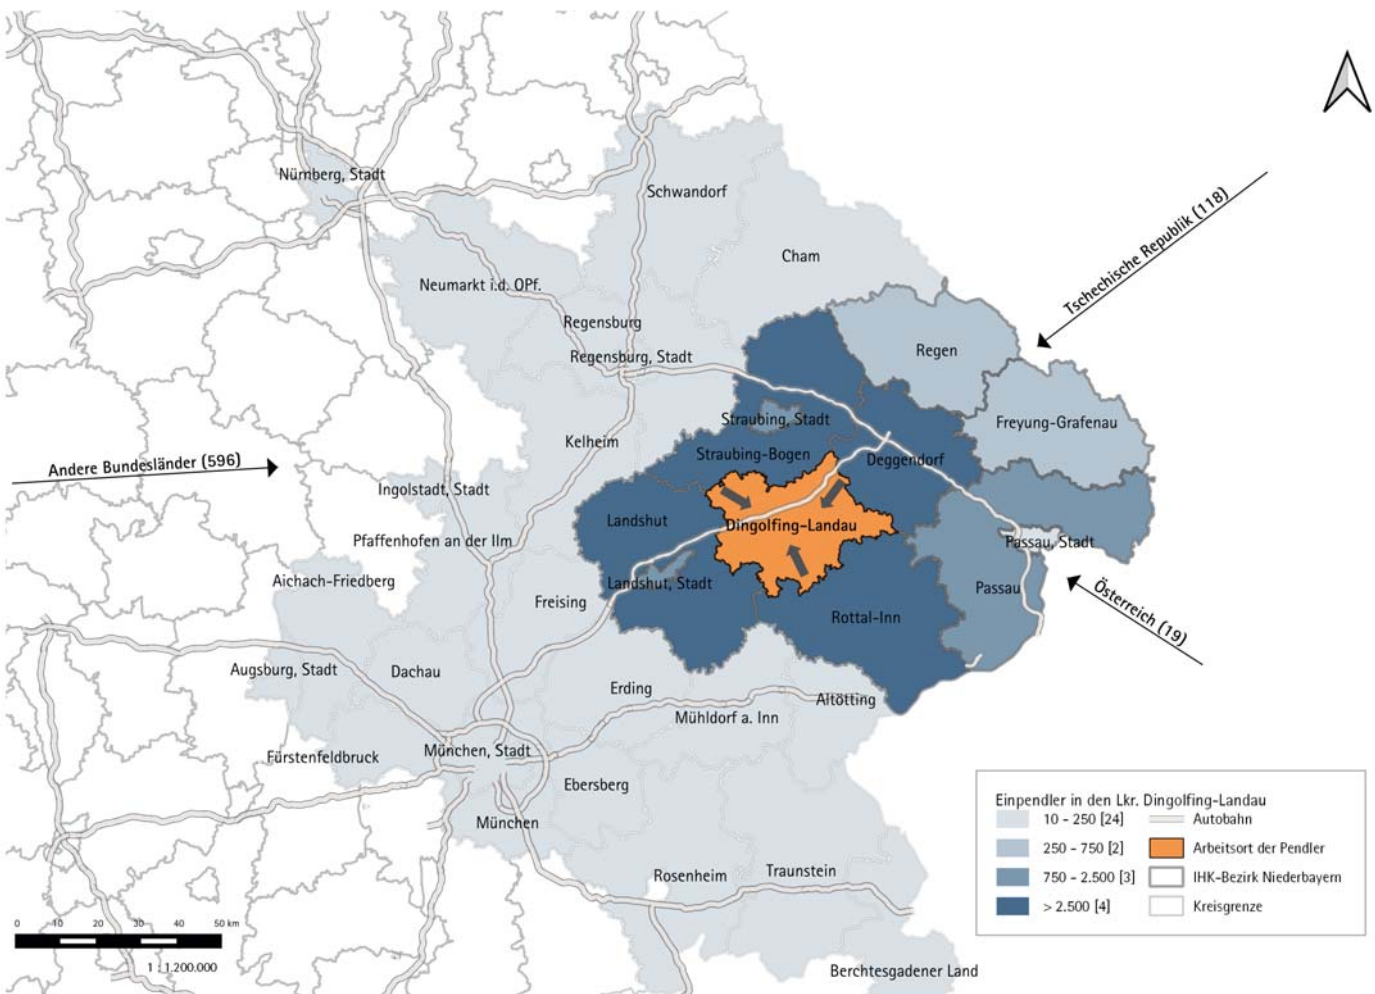 Nürnberg, Stadt
Schwandorf
Tschechische Republik (118)
Cham
Neumarkt i.d. OPf.
Regensburg
Regensburg, Stadt
Regen
Straubing, Stadt
Freyung-Grafenau
Kelheim
Straubing-Bogen
Deggendorf
Andere Bundesländer (596)
Ingolstadt, Stadt
Landshut
Dingolfing-Landau
Pfaffenhofen an der Ilm
Passau, Stadt
Aichach-Friedberg
Landshut, Stadt
Passau
Österreich (19)
Freising
Rottal-Inn
Augsburg, Stadt
Dachau
Erding
Altötting
Mühldorf a. Inn
Fürstenfeldbruck
München, Stadt
Ebersberg
München
Rosenheim
Traunstein
Berchtesgadener Land
Einpendler in den Lkr. Dingolfing-Landau
10 - 250 [24]
Autobahn
250 - 750 [2]
Arbeitsort der Pendler
750 - 2.500 [3]
IHK-Bezirk Niederbayern
> 2.500 [4]
Kreisgrenze
0 10 20 30 40 50 km
1 : 1.200.000